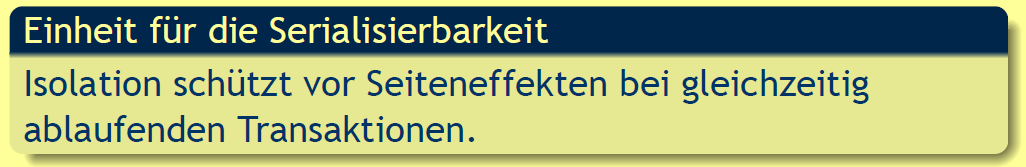 Einheit für die Serialisierbarkeit
Isolation schützt vor Seiteneffekten bei gleichzeitig
ablaufenden Transaktionen.